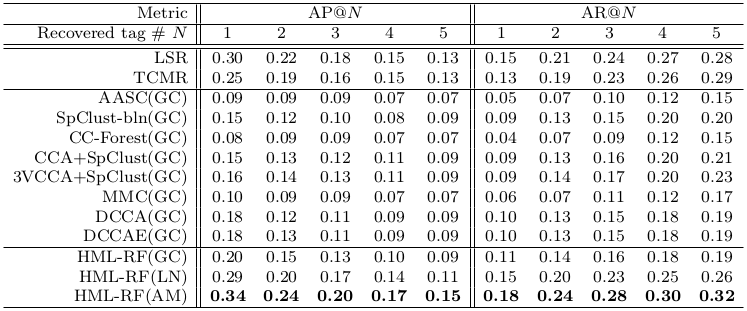 Metric AP@N AR@N
Recovered tag # N 1 2 3 4 5 1 2 3 4 5
LSR 0.30 0.22 0.18 0.15 0.13 0.15 0.21 0.24 0.27 0.28
TCMR 0.25 0.19 0.16 0.15 0.13 0.13 0.19 0.23 0.26 0.29
AASC(GC) 0.09 0.09 0.09 0.07 0.07 0.05 0.07 0.10 0.12 0.15
SpClust-bln(GC) 0.15 0.12 0.10 0.08 0.09 0.09 0.13 0.15 0.20 0.20
CC-Forest(GC) 0.08 0.09 0.09 0.07 0.07 0.04 0.07 0.09 0.12 0.15
CCA+SpClust(GC) 0.15 0.13 0.12 0.11 0.09 0.09 0.13 0.16 0.20 0.21
3VCCA+SpClust(GC) 0.16 0.14 0.13 0.11 0.09 0.09 0.14 0.17 0.20 0.23
MMC(GC) 0.10 0.09 0.09 0.07 0.07 0.06 0.07 0.11 0.12 0.17
DCCA(GC) 0.18 0.12 0.11 0.09 0.09 0.10 0.13 0.15 0.18 0.19
DCCAE(GC) 0.18 0.13 0.11 0.09 0.09 0.10 0.13 0.15 0.18 0.19
HML-RF(GC) 0.20 0.15 0.13 0.10 0.09 0.11 0.14 0.16 0.18 0.19
HML-RF(LN) 0.29 0.20 0.17 0.14 0.11 0.15 0.20 0.23 0.25 0.26
HML-RF(AM) 0.34 0.24 0.20 0.17 0.15 0.18 0.24 0.28 0.30 0.32